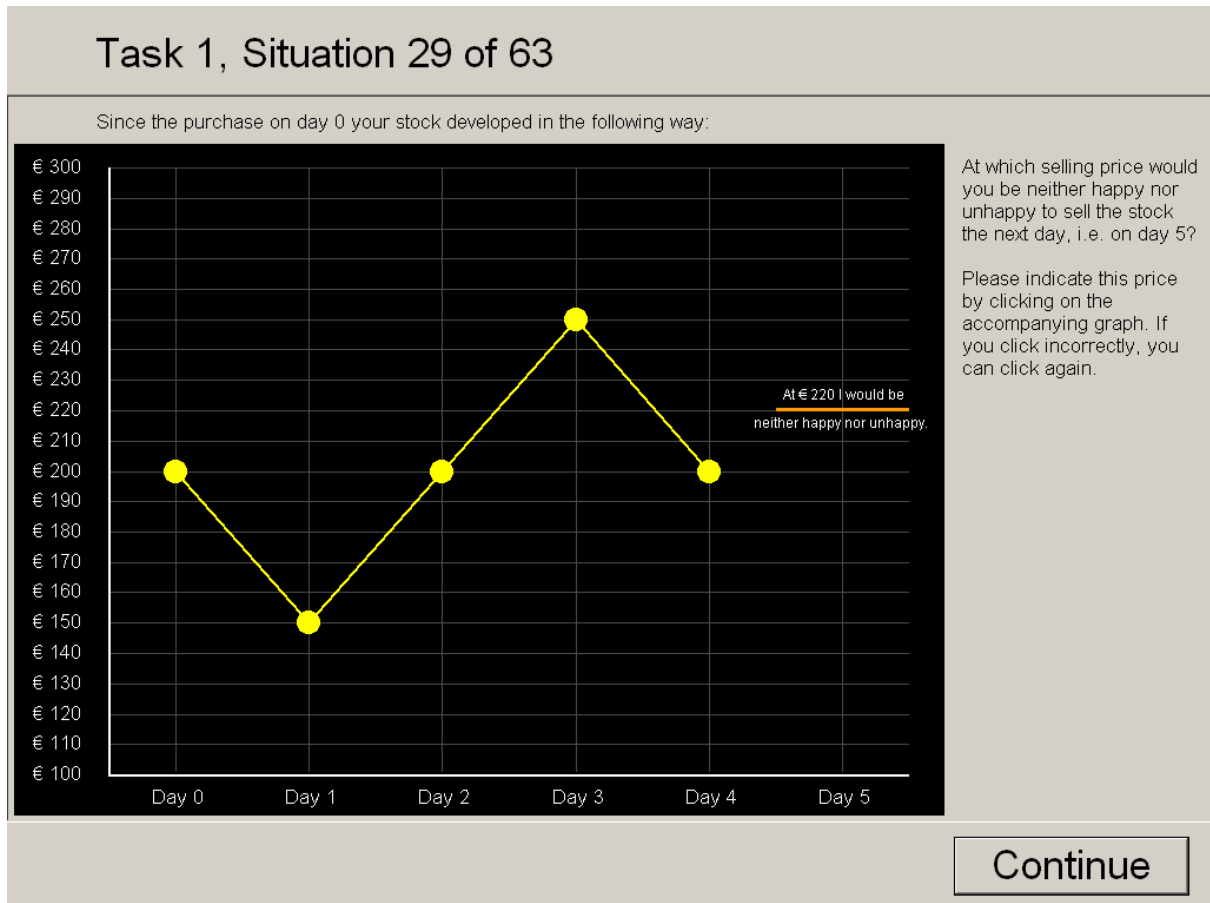 Task 1, Situation 29 of 63
Since the purchase on day 0 your stock developed in the following way:
€ 300
€ 290
€ 280
€ 270
€ 260
€ 250
€ 240
€ 230
€ 220
€ 210
€ 200
€ 190
€ 180
€ 170
€ 160
€ 150
€ 140
€ 130
€ 120
€ 110
€ 100
Day 0
Day 1
Day 2
Day 3
Day 4
Day 5
At € 220 I would be
neither happy nor unhappy.
At which selling price would
you be neither happy nor
unhappy to sell the stock
the next day, i.e. on day 5?
Please indicate this price
by clicking on the
accompanying graph. If
you click incorrectly, you
can click again.
Continue